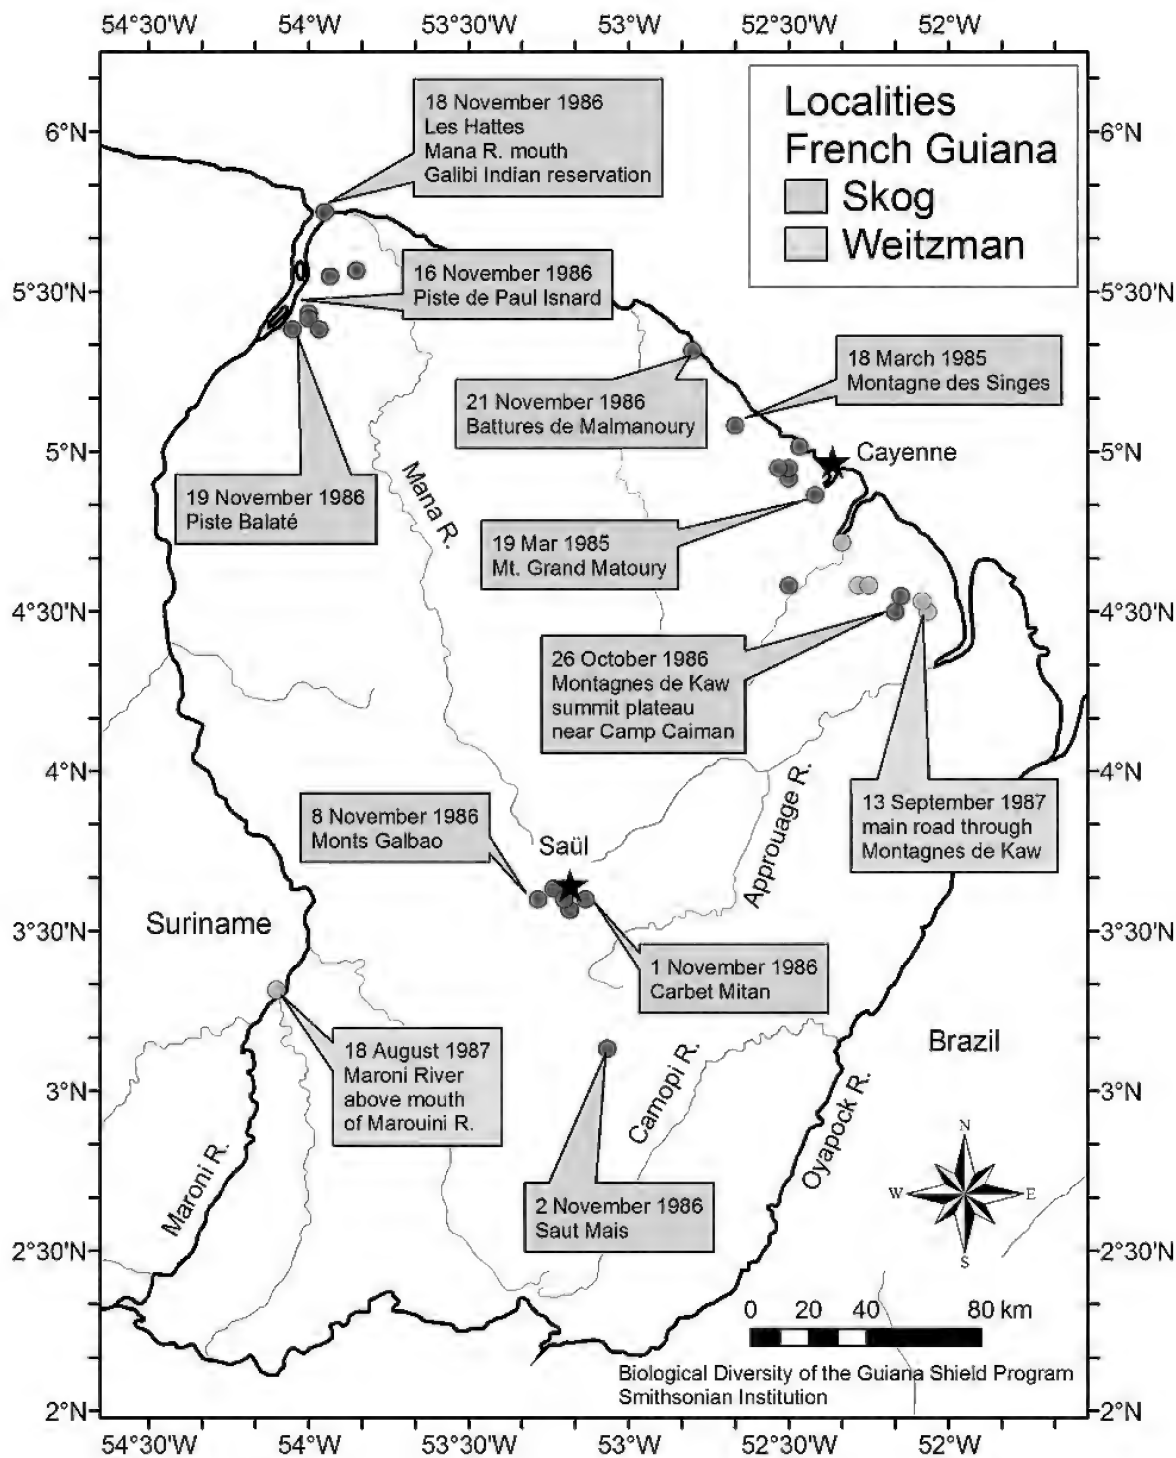 54°30'W 54°W 53°30'W 53°W 52°30'W 52°W
6°N 6°N
18 November 1986
Les Hattes
Mana R. mouth
Galibi Indian reservation
Localities
French Guiana
Skog
Weitzman
5°30'N 5°30'N
16 November 1986
Piste de Paul Isnard
18 March 1985
Montagne des Singes
21 November 1986
Battures de Malmanoury
5°N 5°N
Cayenne
Mana R.
19 November 1986
Piste Balaté
19 Mar 1985
Mt. Grand Matoury
4°30'N 4°30'N
26 October 1986
Montagnes de Kaw
summit plateau
near Camp Caiman
4°N 4°N
13 September 1987
main road through
Montagnes de Kaw
8 November 1986
Monts Galbao
Saül
Approuage R.
Suriname
3°30'N 3°30'N
1 November 1986
Carbet Mitan
Brazil
18 August 1987
Maroni River
above mouth
of Marouini R.
3°N 3°N
Camopi R.
Oyapock R.
Maroni R.
2 November 1986
Saut Mais
N
W E
S
2°30'N 2°30'N
0 20 40 80 km
Biological Diversity of the Guiana Shield Program
Smithsonian Institution
2°N 2°N
54°30'W 54°W 53°30'W 53°W 52°30'W 52°W